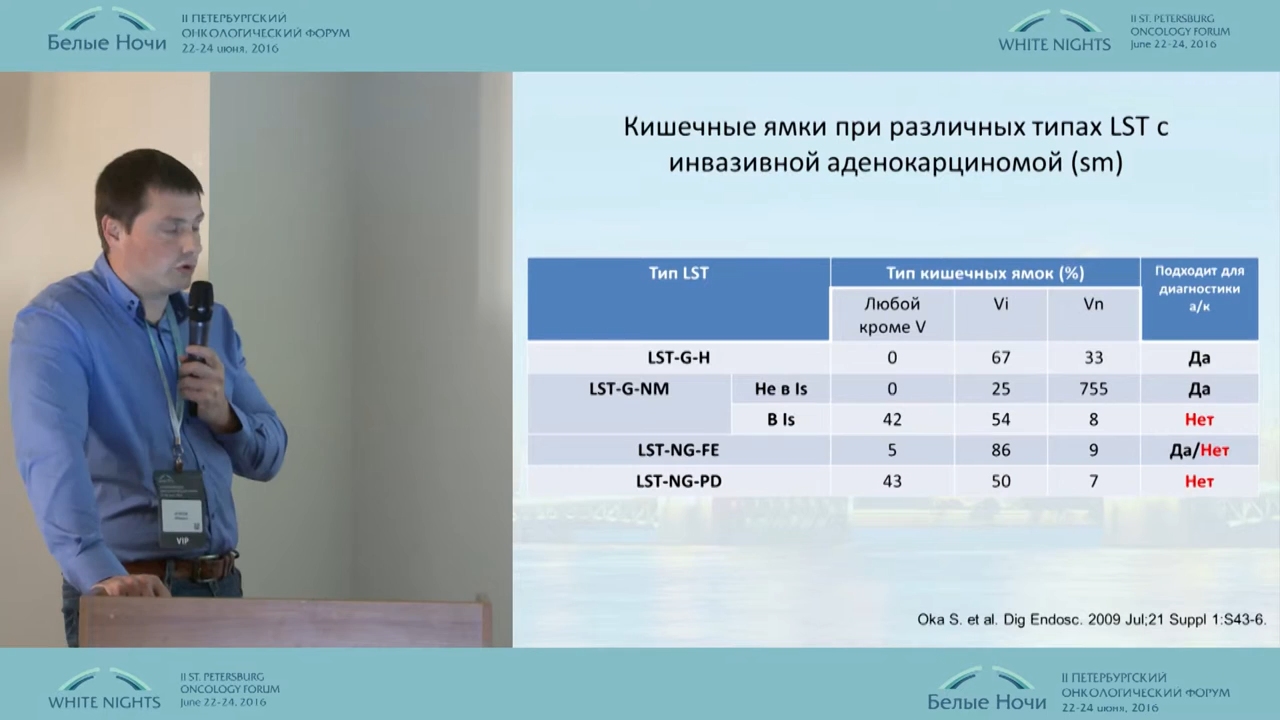 II ПЕТЕРБУРГСКИЙ
ОНКОЛОГИЧЕСКИЙ ФОРУМ
Белые Ночи
22-24 июня, 2016
II ST. PETERSBURG
ONCOLOGY FORUM
WHITE NIGHTS
June 22-24, 2016
Кишечные ямки при различных типах LST с
инвазивной аденокарциномой (sm)
Тип LST
Тип кишечных ямок (%)
Подходит для
диагностики
а/к
Любой
кроме V
Vi
Vn
LST-G-H 0 67 33 Да
LST-G-NM Не в Is 0 25 755 Да
В Is 42 54 8 Нет
LST-NG-FE 5 86 9 Да/Нет
LST-NG-PD 43 50 7 Нет
VIP
Oka S. et al. Dig Endosc. 2009 Jul;21 Suppl 1:S43-6.
II ST. PETERSBURG
ONCOLOGY FORUM
WHITE NIGHTS
June 22-24, 2016
II ПЕТЕРБУРГСКИЙ
ОНКОЛОГИЧЕСКИЙ ФОРУМ
Белые Ночи
22-24 июня, 2016